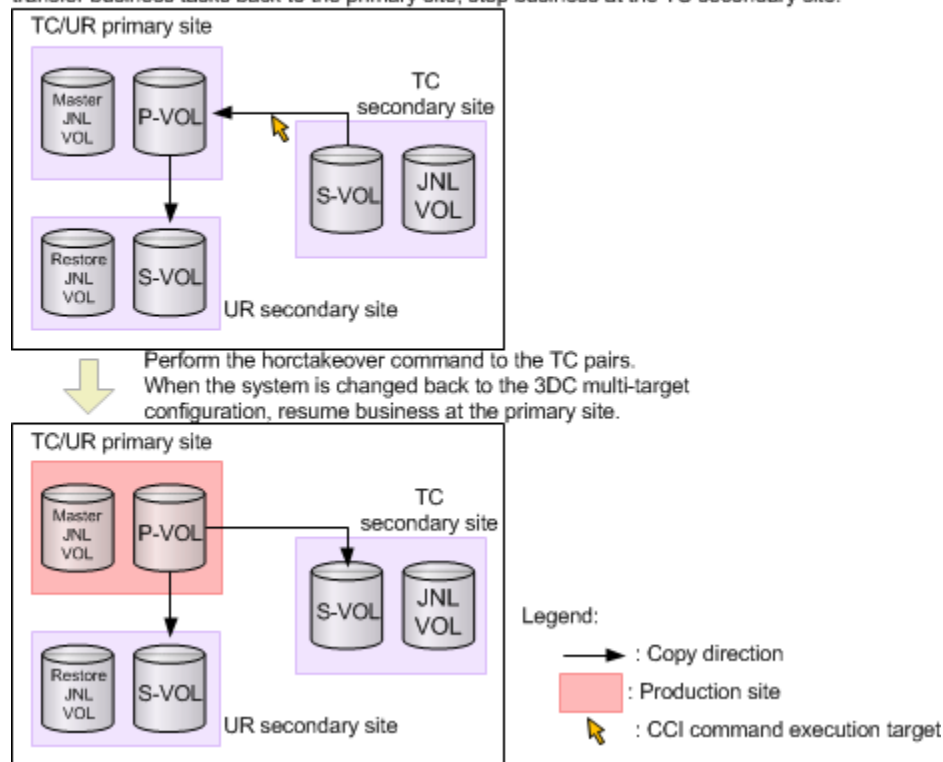 transfer business tasks back to the primary site, stop business at the TC secondary site.
TC/UR primary site
Master
JNL
VOL
P-VOL
TC
secondary site
S-VOL
JNL
VOL
Restore
JNL
VOL
S-VOL
UR secondary site
Perform the horctakeover command to the TC pairs.
When the system is changed back to the 3DC multi-target
configuration, resume business at the primary site.
TC/UR primary site
Master
JNL
VOL
P-VOL
TC
secondary site
S-VOL
JNL
VOL
Restore
JNL
VOL
S-VOL
UR secondary site
Legend:
: Copy direction
: Production site
: CCI command execution target